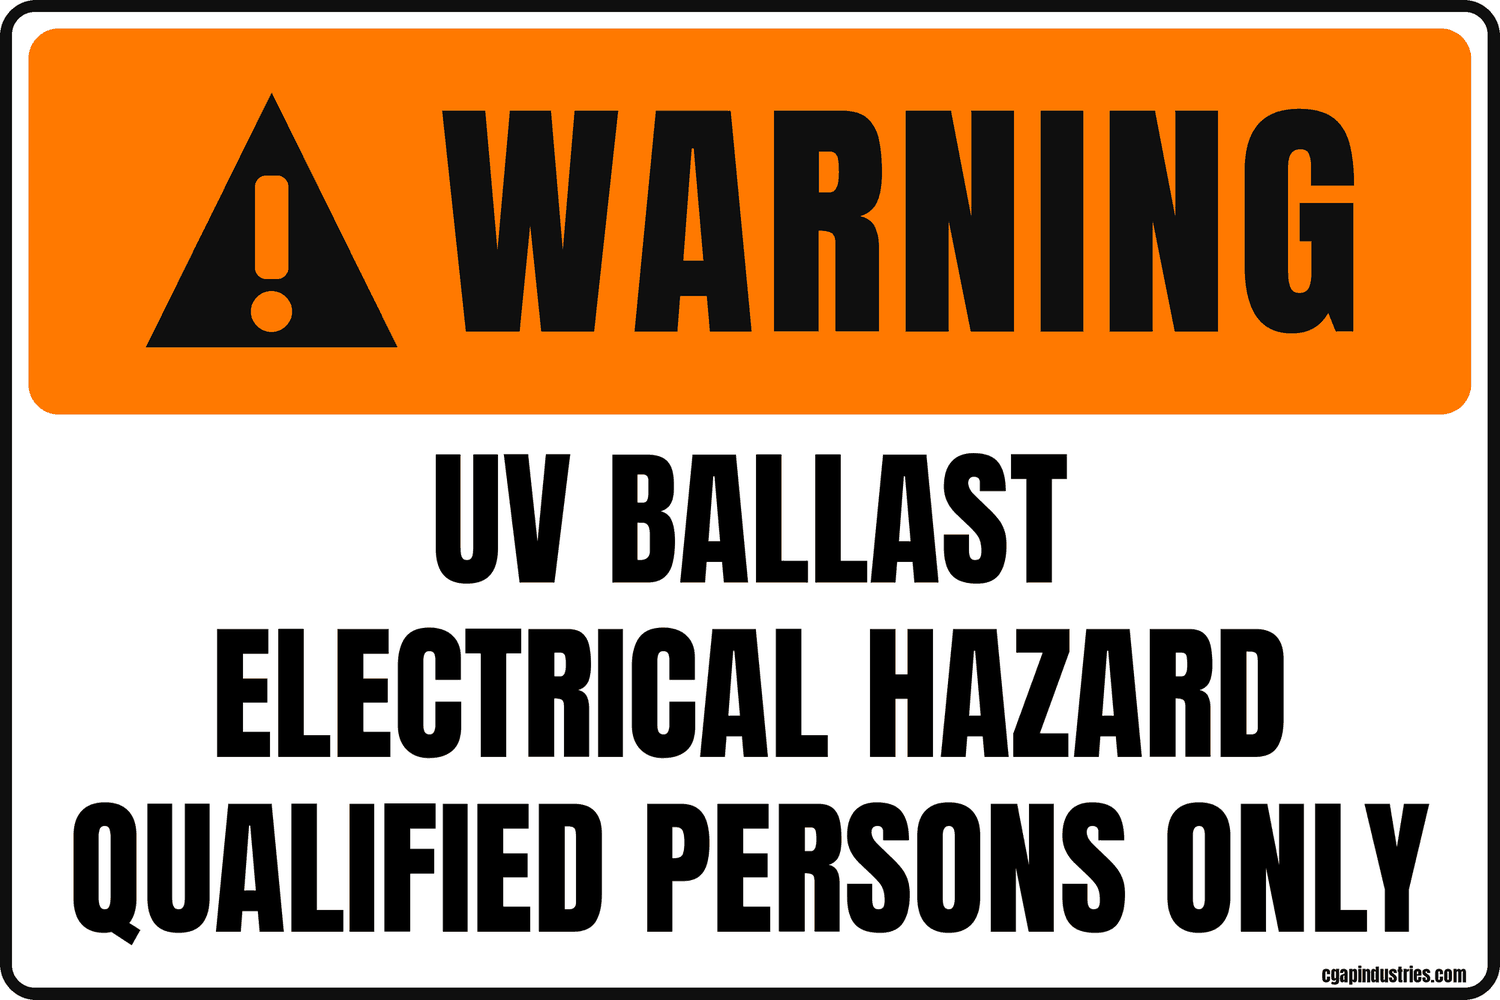 WARNING
UV BALLAST
ELECTRICAL HAZARD
QUALIFIED PERSONS ONLY
cgapindustries.com